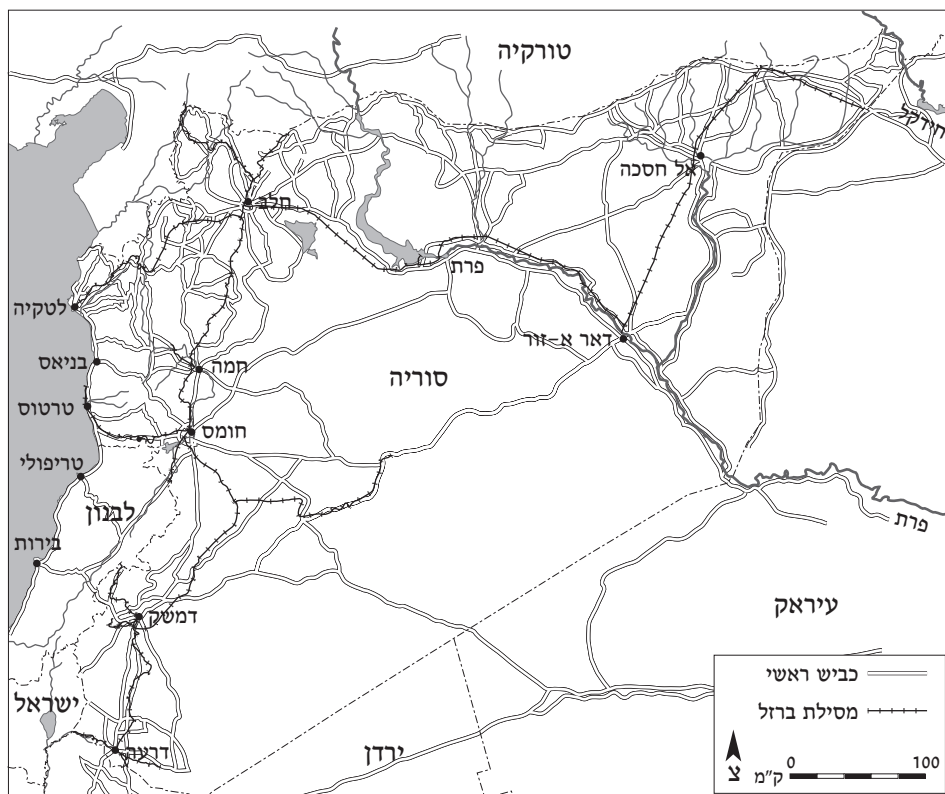 טורקיה
חידקל
אל חסכה
חלב
פרת
לטקיה
דאר א–זור
בניאס
חמה
סוריה
טרטוס
חומס
טריפולי
לבנון
פרת
בירות
דמשק
עיראק
ישראל
כביש ראשי
מסילת ברזל
דרעה
ירדן
צ
ק"מ 0 100